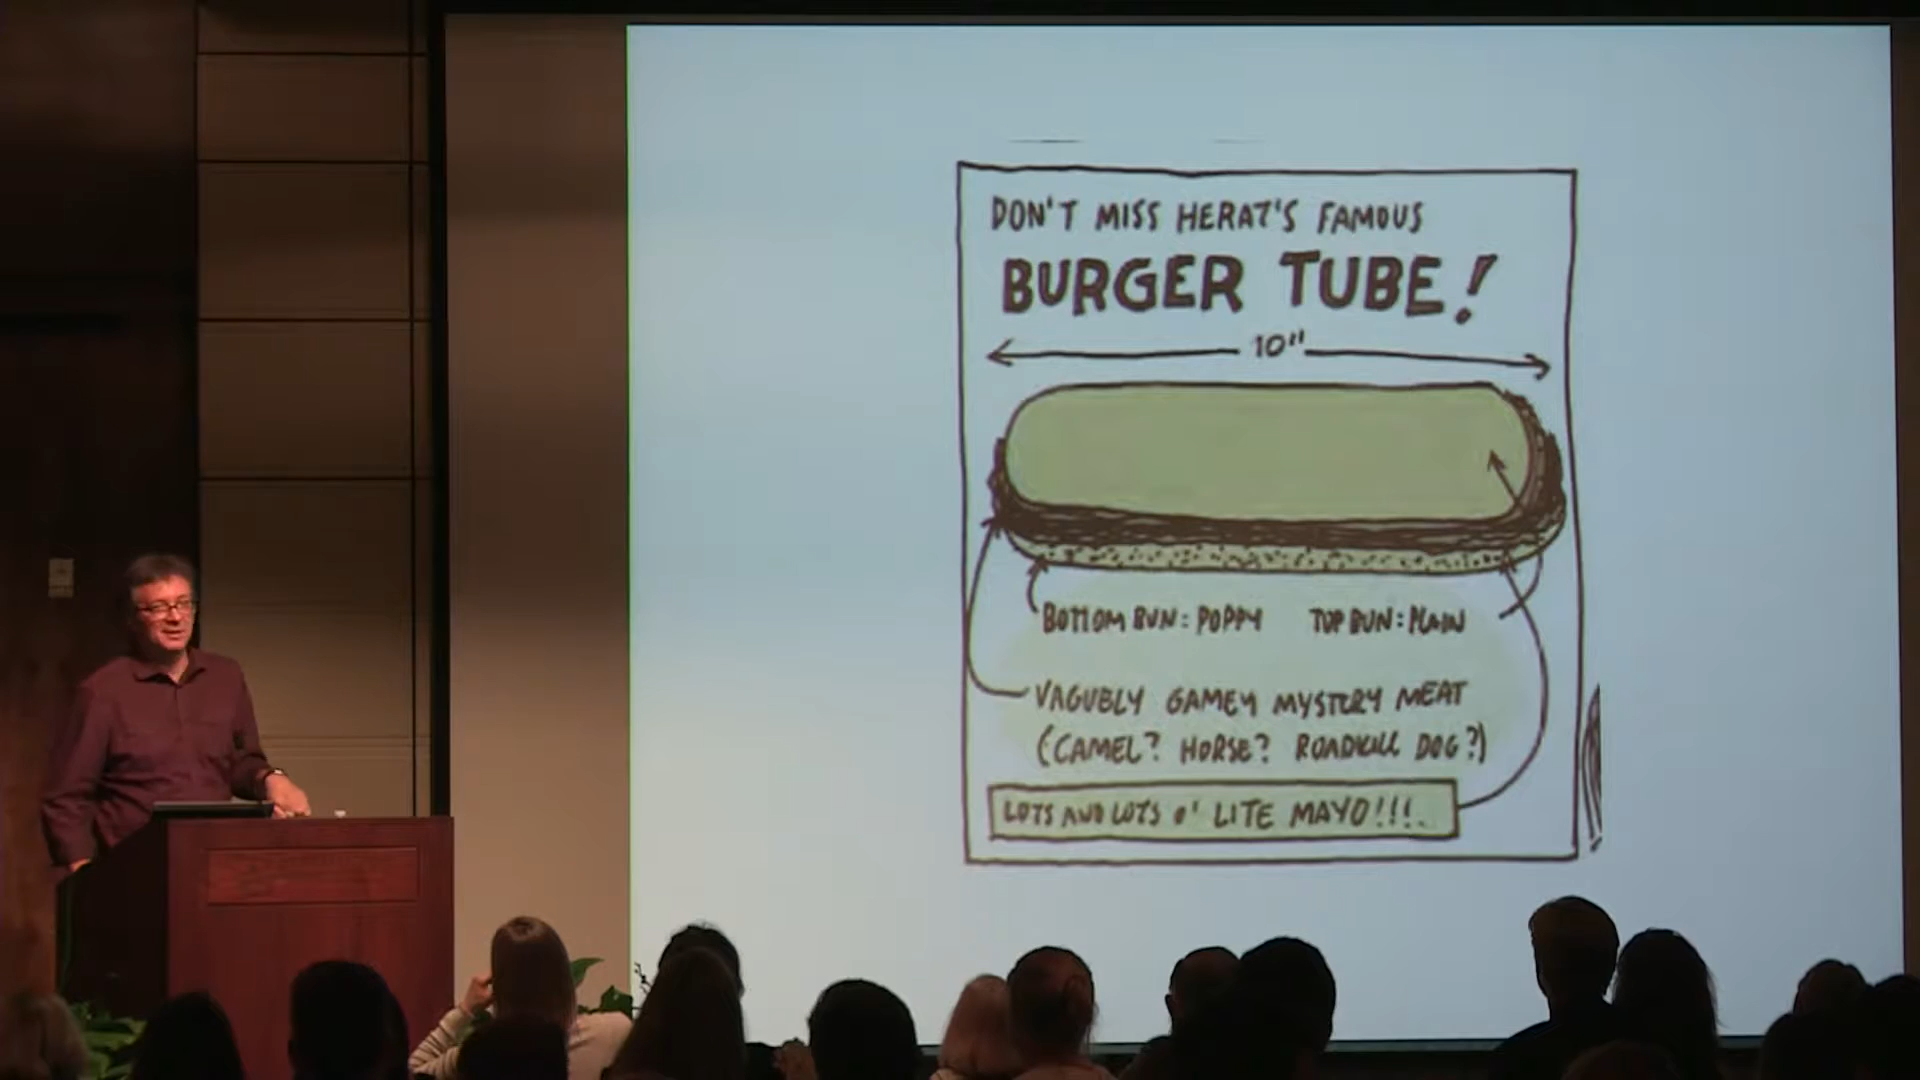 DON'T MISS HERAT'S FAMOUS
BURGER TUBE!
10"
BOTTOM BUN: POPPY TOP BUN: PLAIN
VAGUELY GAMEY MYSTERY MEAT
(CAMEL? HORSE? ROADKILL DOG?)
LOTS AND LOTS O' LITE MAYO!!!